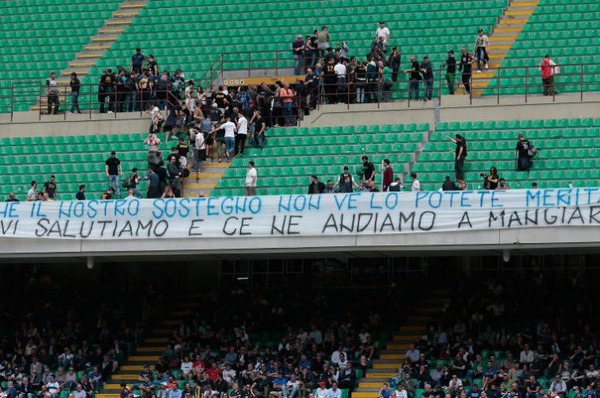 HE IL NOSTRO SOSTEGNO NON VE LO POTETE MERITA
VI SALUTIAMO E CE NE ANDIAMO A MANGIAR